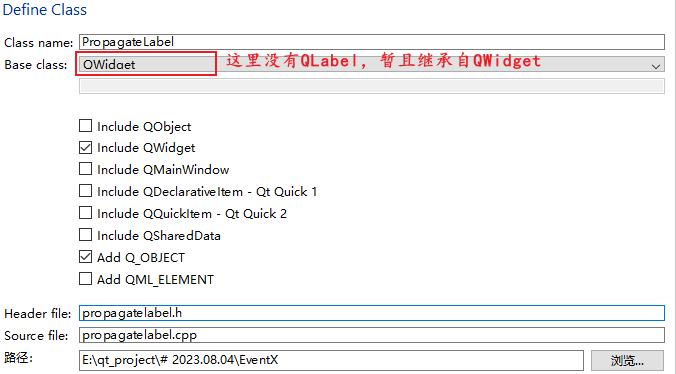 Define Class
Class name: PropagateLabel
Base class: QWidget 这里没有QLabel，暂且继承自QWidget
Include QObject
Include QWidget
Include QMainWindow
Include QDeclarativeItem - Qt Quick 1
Include QQuickItem - Qt Quick 2
Include QSharedData
Add Q_OBJECT
Add QML_ELEMENT
Header file: propagatelabel.h
Source file: propagatelabel.cpp
路径： E:\qt_project\# 2023.08.04\EventX 浏览...